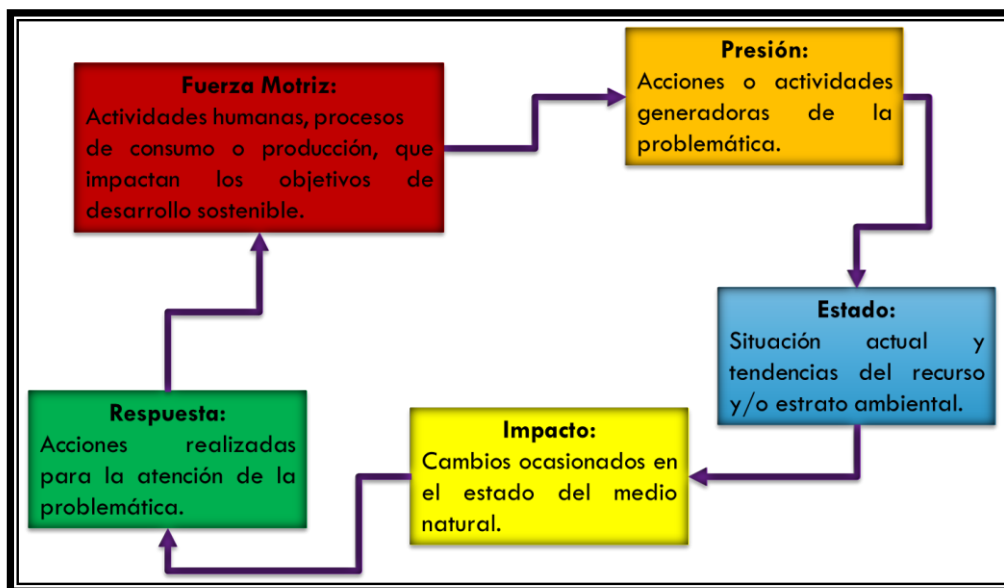 Fuerza Motriz:
Actividades humanas, procesos
de consumo o producción, que
impactan los objetivos de
desarrollo sostenible.
Presión:
Acciones o actividades
generadoras de la
problemática.
Estado:
Situación actual y
tendencias del recurso
y/o estrato ambiental.
Impacto:
Cambios ocasionados en
el estado del medio
natural.
Respuesta:
Acciones realizadas
para la atención de la
problemática.